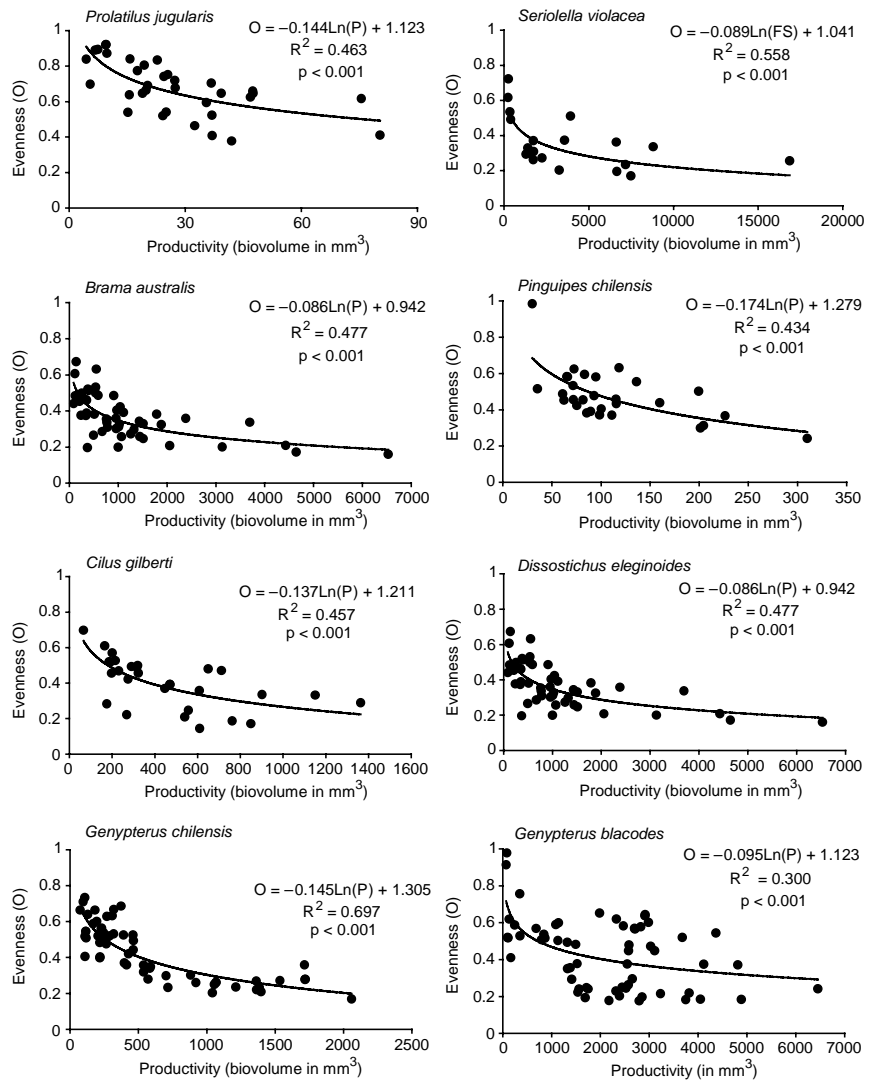 Prolatilus jugularis
O = −0.144Ln(P) + 1.123
R² = 0.463
p < 0.001
1
0.8
0.6
0.4
0.2
0
Evenness (O)
0 30 60 90
Productivity (biovolume in mm³)
Seriolella violacea
O = −0.089Ln(FS) + 1.041
R² = 0.558
p < 0.001
1
0.8
0.6
0.4
0.2
0
Evenness (O)
0 5000 10000 15000 20000
Productivity (biovolume in mm³)
Brama australis
O = −0.086Ln(P) + 0.942
R² = 0.477
p < 0.001
1
0.8
0.6
0.4
0.2
0
Evenness (O)
0 1000 2000 3000 4000 5000 6000 7000
Productivity (biovolume in mm³)
Pinguipes chilensis
O = −0.174Ln(P) + 1.279
R² = 0.434
p < 0.001
1
0.8
0.6
0.4
0.2
0
Evenness (O)
0 50 100 150 200 250 300 350
Productivity (biovolume in mm³)
Cilus gilberti
O = −0.137Ln(P) + 1.211
R² = 0.457
p < 0.001
1
0.8
0.6
0.4
0.2
0
Evenness (O)
0 200 400 600 800 1000 1200 1400 1600
Productivity (biovolume in mm³)
Dissostichus eleginoides
O = −0.086Ln(P) + 0.942
R² = 0.477
p < 0.001
1
0.8
0.6
0.4
0.2
0
Evenness (O)
0 1000 2000 3000 4000 5000 6000 7000
Productivity (biovolume in mm³)
Genypterus chilensis
O = −0.145Ln(P) + 1.305
R² = 0.697
p < 0.001
1
0.8
0.6
0.4
0.2
0
Evenness (O)
0 500 1000 1500 2000 2500
Productivity (biovolume in mm³)
Genypterus blacodes
O = −0.095Ln(P) + 1.123
R² = 0.300
p < 0.001
1
0.8
0.6
0.4
0.2
0
Evenness (O)
0 1000 2000 3000 4000 5000 6000 7000
Productivity (in mm³)